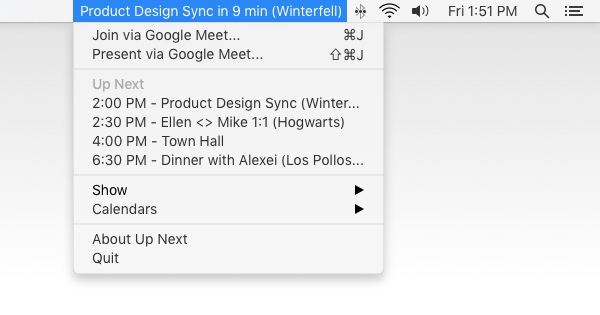 Product Design Sync in 9 min (Winterfell) Fri 1:51 PM
Join via Google Meet... ⌘J
Present via Google Meet... ⇧⌘J
Up Next
2:00 PM - Product Design Sync (Winter...
2:30 PM - Ellen <> Mike 1:1 (Hogwarts)
4:00 PM - Town Hall
6:30 PM - Dinner with Alexei (Los Pollos...
Show
Calendars
About Up Next
Quit